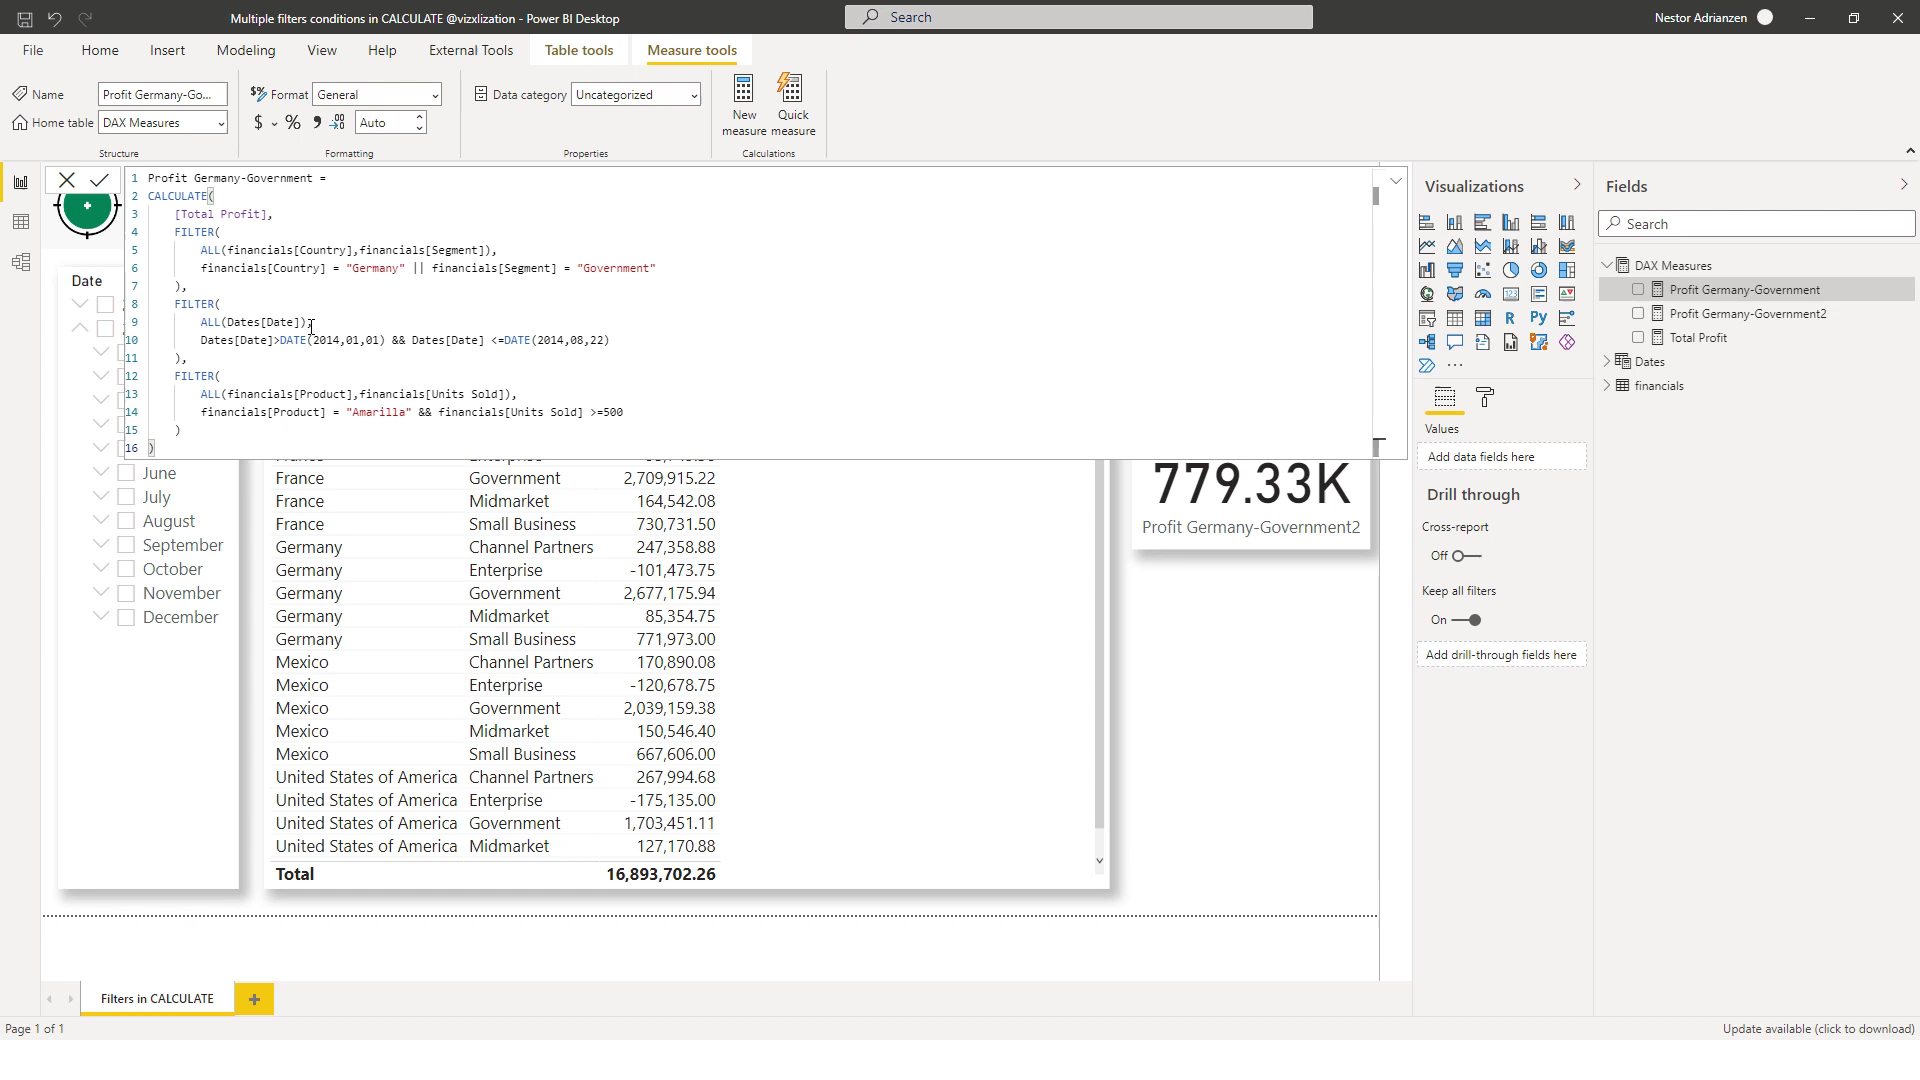 Multiple filters conditions in CALCULATE @vizxlization - Power BI Desktop
Search
Nestor Adrianzen
File Home Insert Modeling View Help External Tools Table tools Measure tools
Name Profit Germany-Go...
Home table DAX Measures
Structure
Format General
$ % , Auto
Formatting
Data category Uncategorized
Properties
New measure
Quick measure
Calculations
1 Profit Germany-Government =
2 CALCULATE(
3 [Total Profit],
4 FILTER(
5 ALL(financials[Country],financials[Segment]),
6 financials[Country] = "Germany" || financials[Segment] = "Government"
7 ),
8 FILTER(
9 ALL(Dates[Date]),
10 Dates[Date]>DATE(2014,01,01) && Dates[Date] <=DATE(2014,08,22)
11 ),
12 FILTER(
13 ALL(financials[Product],financials[Units Sold]),
14 financials[Product] = "Amarilla" && financials[Units Sold] >=500
15 )
16 )
Date
June
July
August
September
October
November
December
France Government 2,709,915.22
France Midmarket 164,542.08
France Small Business 730,731.50
Germany Channel Partners 247,358.88
Germany Enterprise -101,473.75
Germany Government 2,677,175.94
Germany Midmarket 85,354.75
Germany Small Business 771,973.00
Mexico Channel Partners 170,890.08
Mexico Enterprise -120,678.75
Mexico Government 2,039,159.38
Mexico Midmarket 150,546.40
Mexico Small Business 667,606.00
United States of America Channel Partners 267,994.68
United States of America Enterprise -175,135.00
United States of America Government 1,703,451.11
United States of America Midmarket 127,170.88
Total 16,893,702.26
779.33K
Profit Germany-Government2
Visualizations
R Py
123
...
Values
Add data fields here
Drill through
Cross-report
Off
Keep all filters
On
Add drill-through fields here
Fields
Search
DAX Measures
Profit Germany-Government
Profit Germany-Government2
Total Profit
Dates
financials
Filters in CALCULATE
+
Page 1 of 1
Update available (click to download)